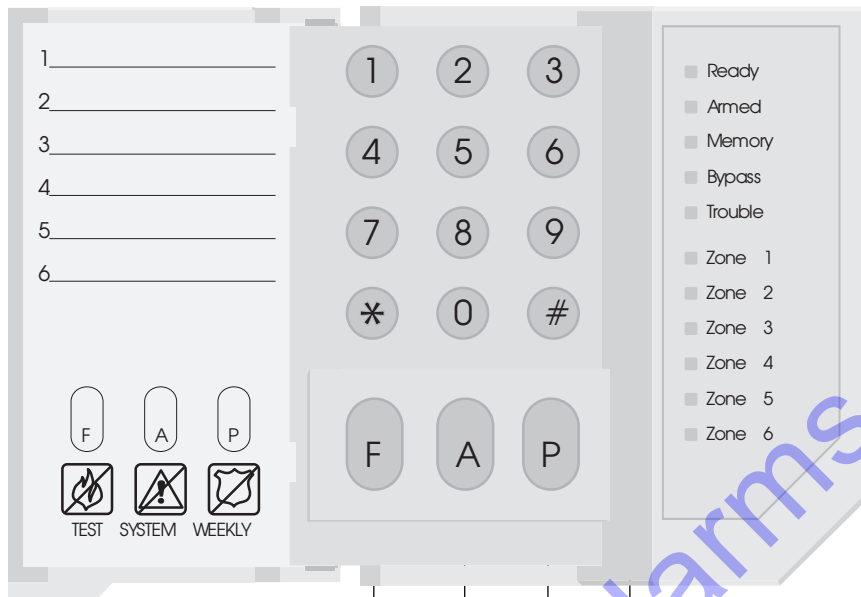 1
2
3
4
5
6
F A P
TEST SYSTEM WEEKLY
1 2 3
4 5 6
7 8 9
* 0 #
F A P
Ready
Armed
Memory
Bypass
Trouble
Zone 1
Zone 2
Zone 3
Zone 4
Zone 5
Zone 6
larms